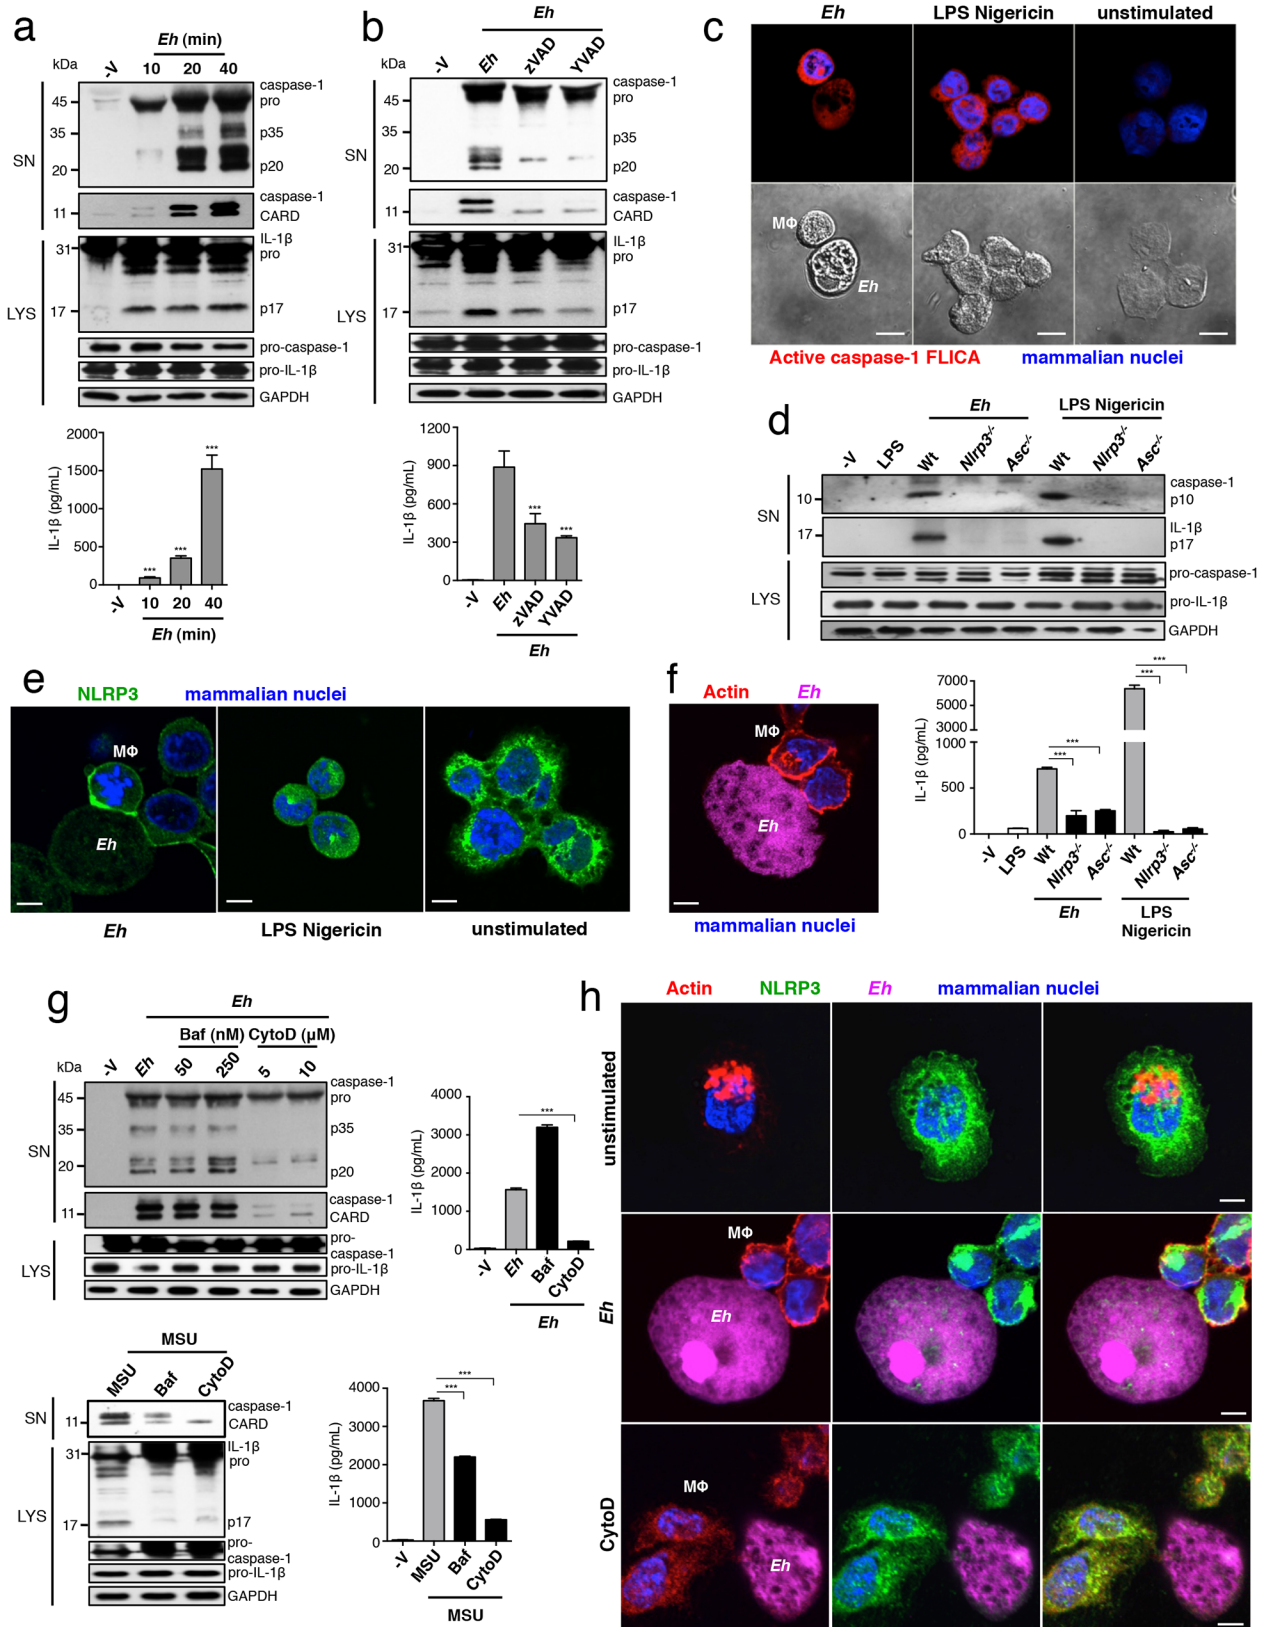 a
Eh (min)
kDa
-V 10 20 40
SN
45
35
20
caspase-1
pro
p35
p20
11
caspase-1
CARD
LYS
31
17
IL-1β
pro
p17
pro-caspase-1
pro-IL-1β
GAPDH
IL-1β (pg/mL)
2000
1500
1000
500
0
***
***
***
-V 10 20 40
Eh (min)
b
Eh
kDa
-V Eh zVAD YVAD
SN
45
35
20
caspase-1
pro
p35
p20
11
caspase-1
CARD
LYS
31
17
IL-1β
pro
p17
pro-caspase-1
pro-IL-1β
GAPDH
IL-1β (pg/mL)
1200
900
600
300
0
***
***
-V Eh zVAD YVAD
Eh
c
Eh LPS Nigericin unstimulated
MΦ
Eh
Active caspase-1 FLICA mammalian nuclei
d
Eh LPS Nigericin
-V LPS Wt Nlrp3-/- Asc-/- Wt Nlrp3-/- Asc-/-
SN
10
caspase-1
p10
17
IL-1β
p17
LYS
pro-caspase-1
pro-IL-1β
GAPDH
IL-1β (pg/mL)
7000
5000
3000
1000
500
0
***
***
***
***
-V LPS Wt Nlrp3-/- Asc-/- Wt Nlrp3-/- Asc-/-
Eh LPS
Nigericin
e
NLRP3 mammalian nuclei
MΦ
Eh
Eh LPS Nigericin unstimulated
f
Actin Eh
MΦ
Eh
mammalian nuclei
g
Eh
Baf (nM) CytoD (µM)
kDa
-V Eh 50 250 5 10
SN
45
35
20
caspase-1
pro
p35
p20
11
caspase-1
CARD
LYS
pro-
caspase-1
pro-IL-1β
GAPDH
IL-1β (pg/mL)
4000
3000
2000
1000
0
***
-V Eh Baf CytoD
Eh
MSU
MSU Baf CytoD
SN
11
caspase-1
CARD
LYS
31
17
IL-1β
pro
p17
pro-
caspase-1
pro-IL-1β
GAPDH
IL-1β (pg/mL)
4000
3000
2000
1000
0
***
***
-V MSU Baf CytoD
MSU
h
Actin NLRP3 Eh mammalian nuclei
unstimulated
Eh
MΦ
Eh
CytoD
MΦ
Eh